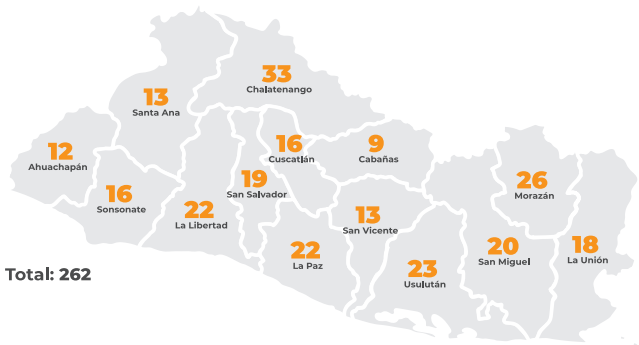 33
Chalatenango
13
Santa Ana
16
Cuscatlán
9
Cabañas
12
Ahuachapán
19
San Salvador
26
Morazán
16
Sonsonate
22
La Libertad
13
San Vicente
22
La Paz
20
San Miguel
18
La Unión
23
Usulután
Total: 262